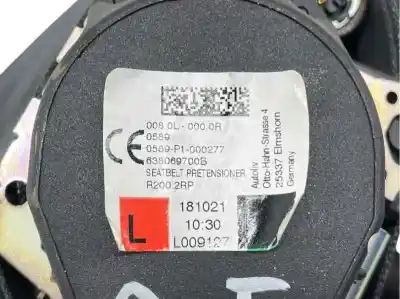 008.0L-000.0R
0589
CE
0589-P1-000277
638069700B
SEATBELT PRETENSIONER
R200.2RP
Autoliv
Otto-Hahn-Strasse 4
25337 Elmshorn
Germany
L
181021
10:30
L009127